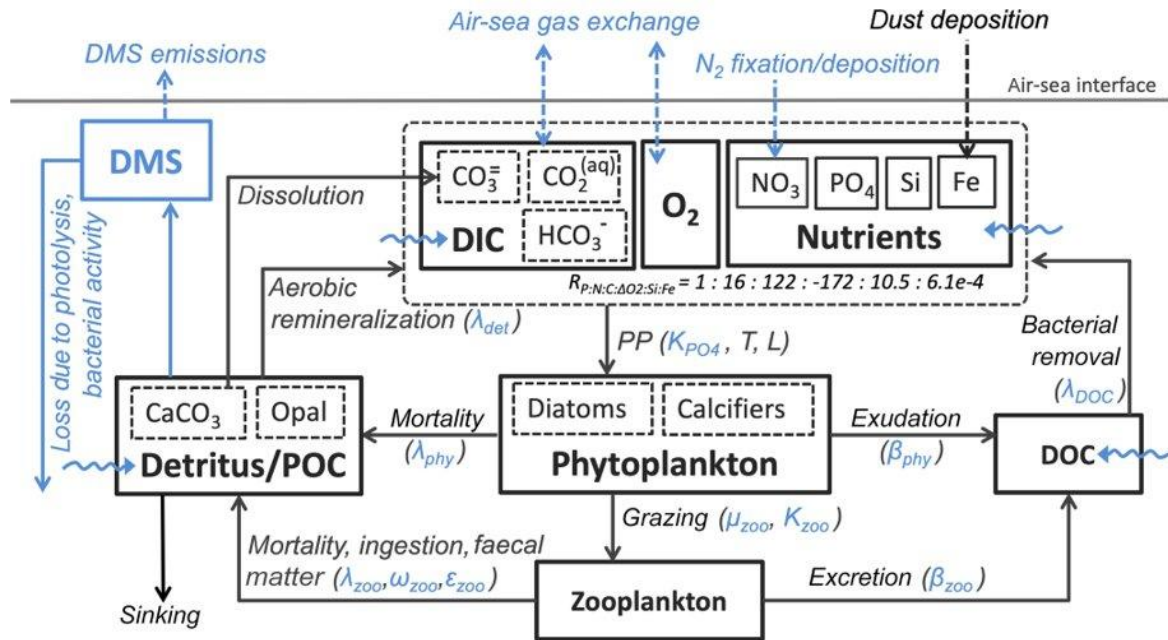 Air-sea gas exchange
Dust deposition
DMS emissions
N₂ fixation/deposition
Air-sea interface
DMS
CO₃⁼
CO₂⁽ᵃq⁾
HCO₃⁻
DIC
O₂
NO₃
PO₄
Si
Fe
Nutrients
R P:N:C:ΔO2:Si:Fe = 1 : 16 : 122 : -172 : 10.5 : 6.1e-4
Dissolution
Aerobic
remineralization (λdet)
Loss due to photolysis,
bacterial activity
PP (KPO4 , T, L)
Bacterial
removal
(λDOC)
CaCO₃
Opal
Detritus/POC
Mortality
(λphy)
Diatoms
Calcifiers
Phytoplankton
Exudation
(βphy)
DOC
Grazing (μzoo, Kzoo)
Mortality, ingestion, faecal
matter (λzoo,ωzoo,εzoo)
Zooplankton
Excretion (βzoo)
Sinking